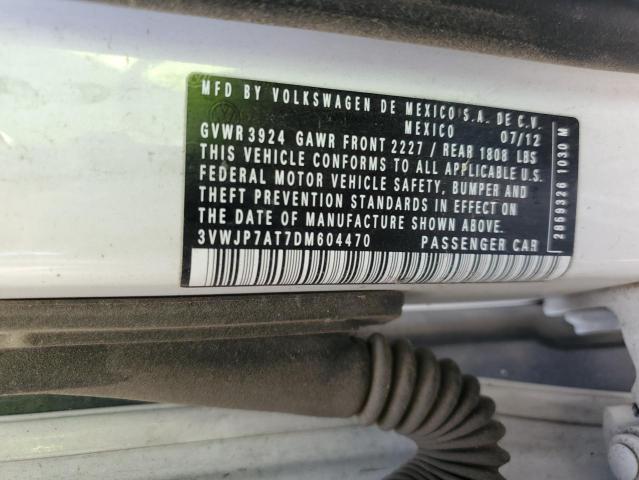 MFD BY VOLKSWAGEN DE MEXICO S.A. DE C.V.
MEXICO 07/12
GVWR 3924 GAWR FRONT 2227 / REAR 1808 LBS
THIS VEHICLE CONFORMS TO ALL APPLICABLE U.S.
FEDERAL MOTOR VEHICLE SAFETY, BUMPER AND
THEFT PREVENTION STANDARDS IN EFFECT ON
THE DATE OF MANUFACTURE SHOWN ABOVE.
3VWJP7AT7DM604470 PASSENGER CAR
2869326 1030 M